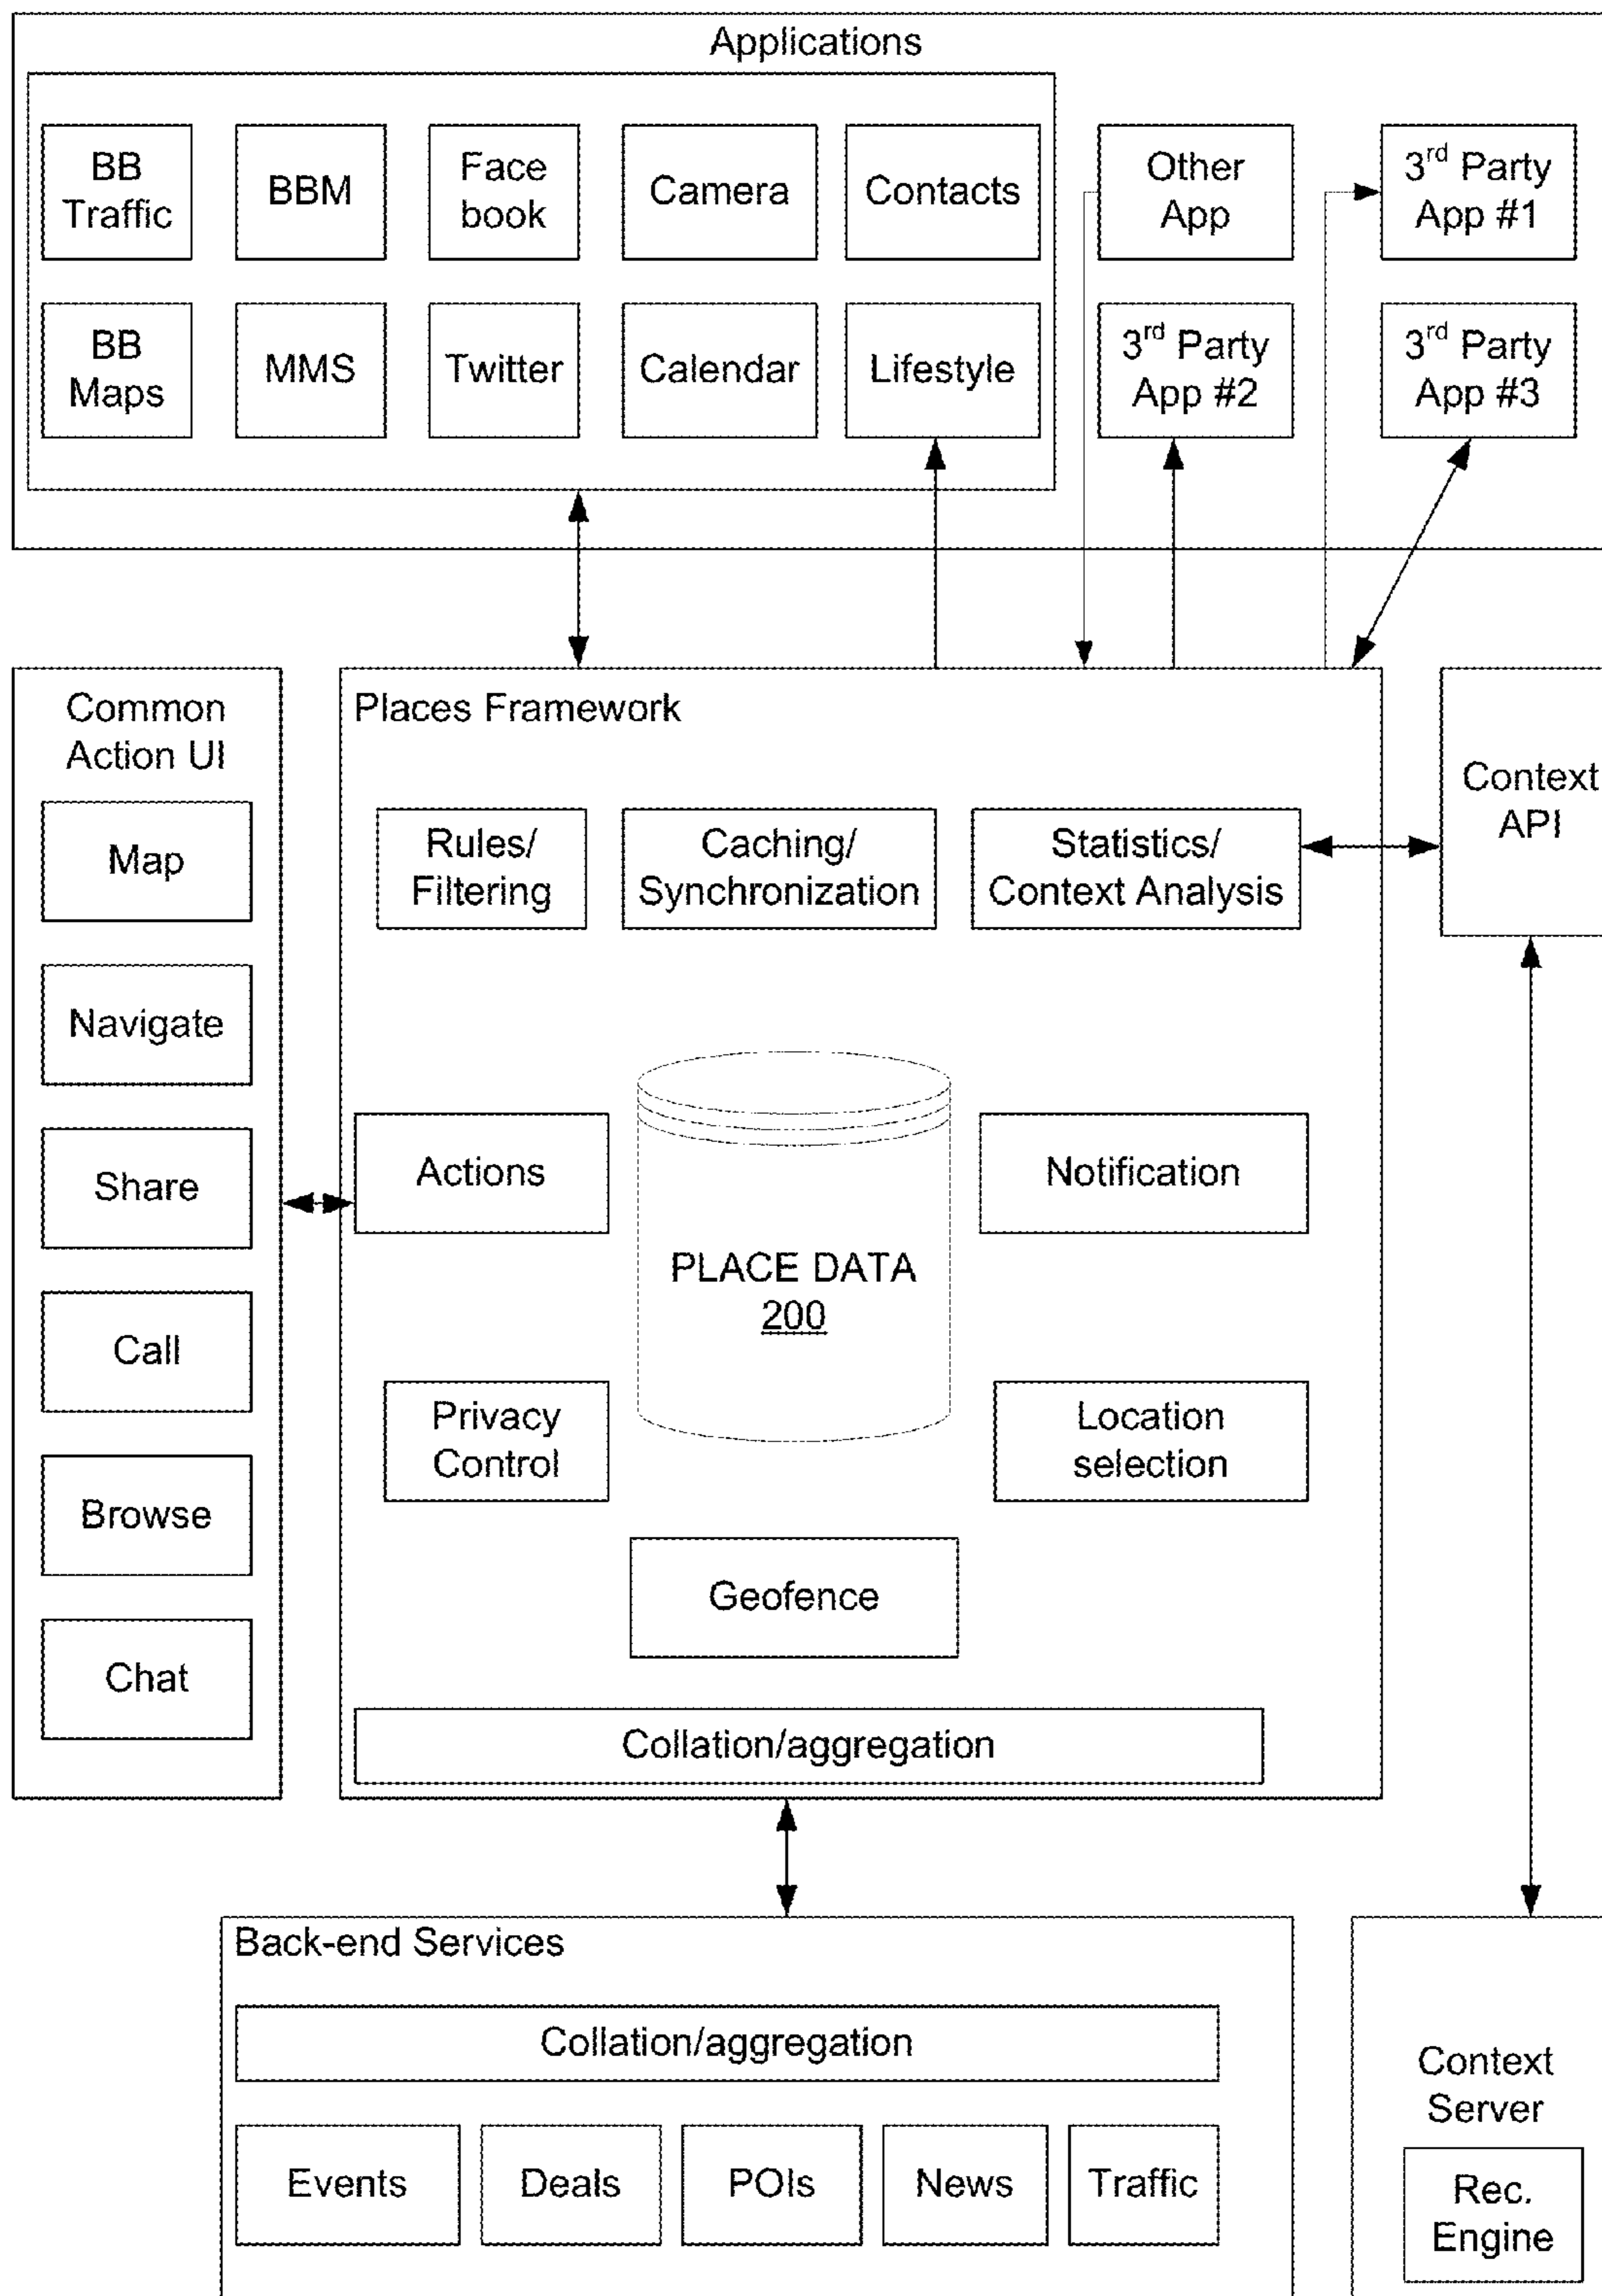 Applications
BB
Traffic
BBM
Face
book
Camera
Contacts
Other
App
3rd Party
App #1
BB
Maps
MMS
Twitter
Calendar
Lifestyle
3rd Party
App #2
3rd Party
App #3
Common
Action UI
Map
Navigate
Share
Call
Browse
Chat
Places Framework
Rules/
Filtering
Caching/
Synchronization
Statistics/
Context Analysis
Actions
PLACE DATA
200
Notification
Privacy
Control
Location
selection
Geofence
Collation/aggregation
Context
API
Back-end Services
Collation/aggregation
Events
Deals
POIs
News
Traffic
Context
Server
Rec.
Engine